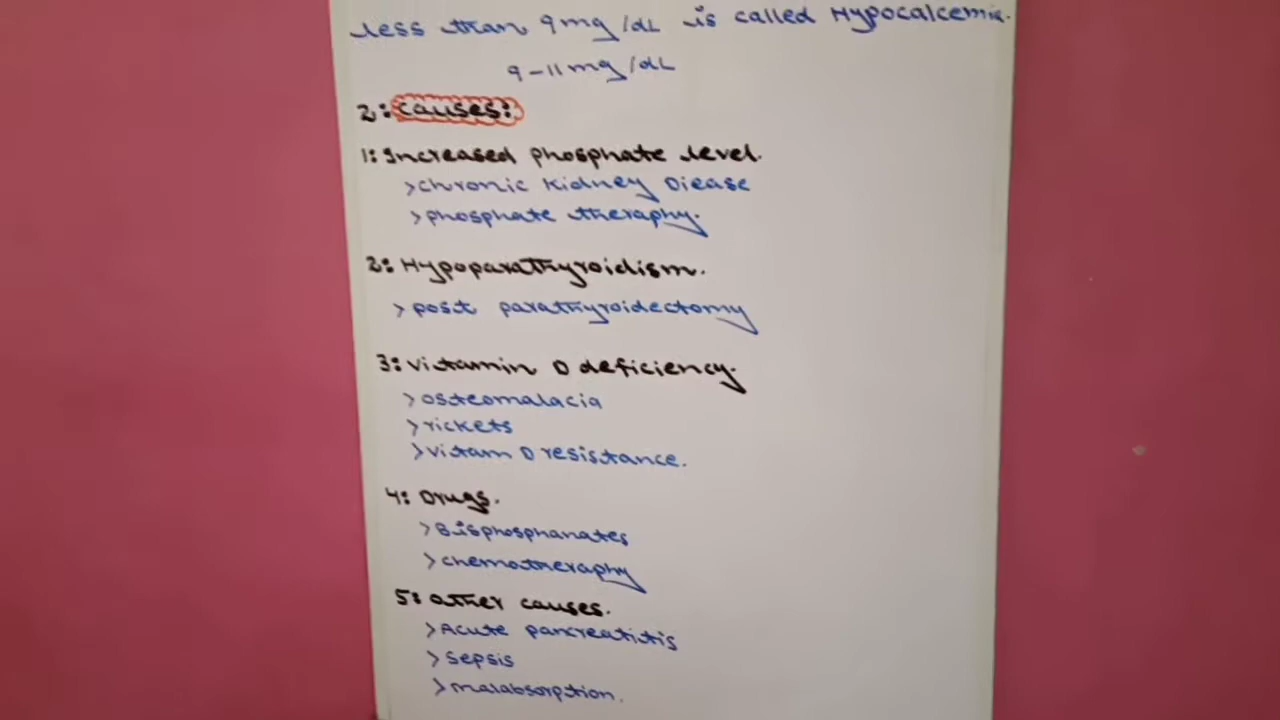 less than 9mg/dL is called Hypocalcemia.
9-11mg/dL
2: Causes:
1: Increased phosphate level.
>chronic Kidney Diease
>phosphate theraphy.
2: Hypoparathyroidism.
>post parathyroidectomy
3: Vitamin D deficiency.
>osteomalacia
>rickets
>vitam D resistance.
4: Drugs.
>Bisphosphanates
>chemotheraphy
5: other causes.
>Acute pancreatitis
>sepsis
>malabsorption.